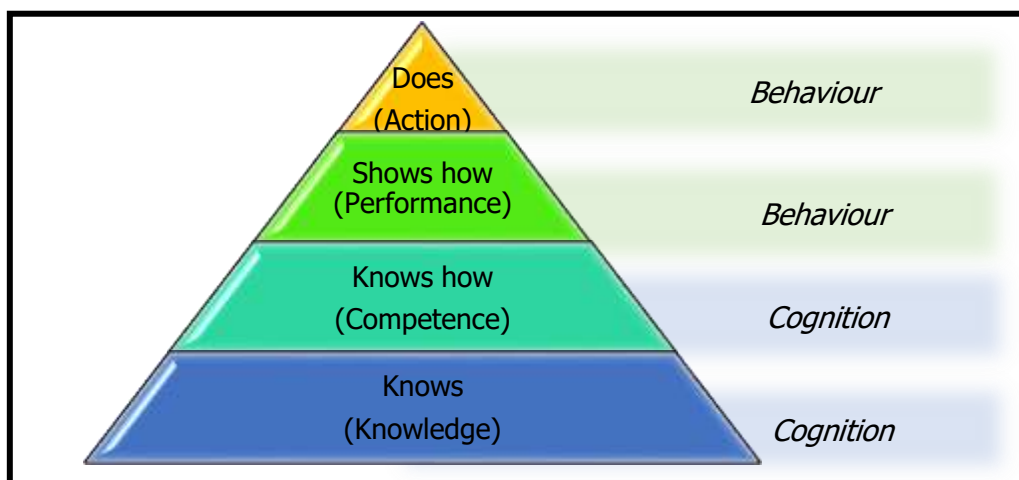 Does
(Action)
Behaviour
Shows how
(Performance)
Behaviour
Knows how
(Competence)
Cognition
Knows
(Knowledge)
Cognition